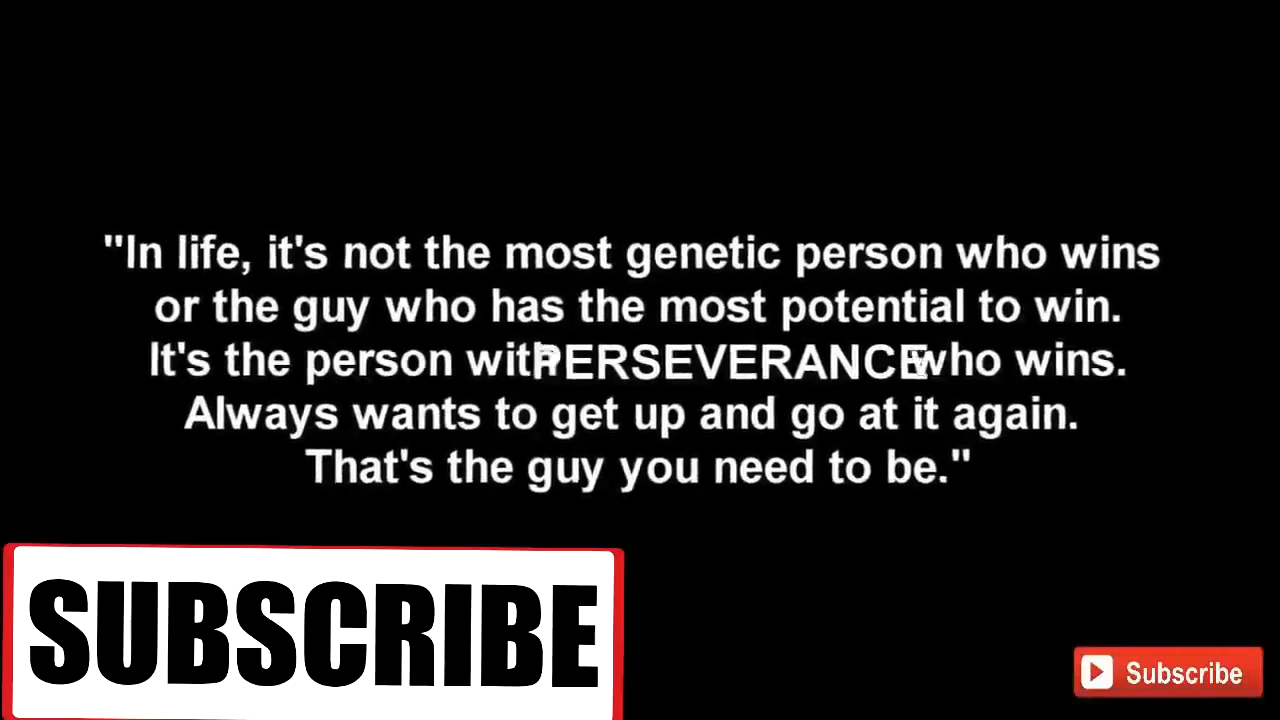 "In life, it's not the most genetic person who wins
or the guy who has the most potential to win.
It's the person with PERSEVERANCE who wins.
Always wants to get up and go at it again.
That's the guy you need to be."
SUBSCRIBE
Subscribe